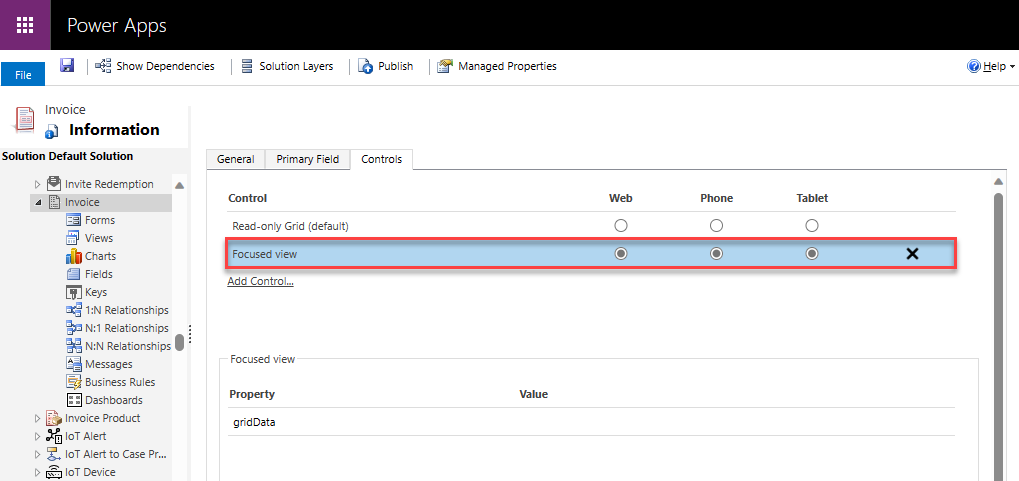 Power Apps
File
Show Dependencies
Solution Layers
Publish
Managed Properties
Help
Invoice
Information
Solution Default Solution
Invite Redemption
Invoice
Forms
Views
Charts
Fields
Keys
1:N Relationships
N:1 Relationships
N:N Relationships
Messages
Business Rules
Dashboards
Invoice Product
IoT Alert
IoT Alert to Case Pr...
IoT Device
General Primary Field Controls
Control Web Phone Tablet
Read-only Grid (default)
Focused view
Add Control...
Focused view
Property Value
gridData